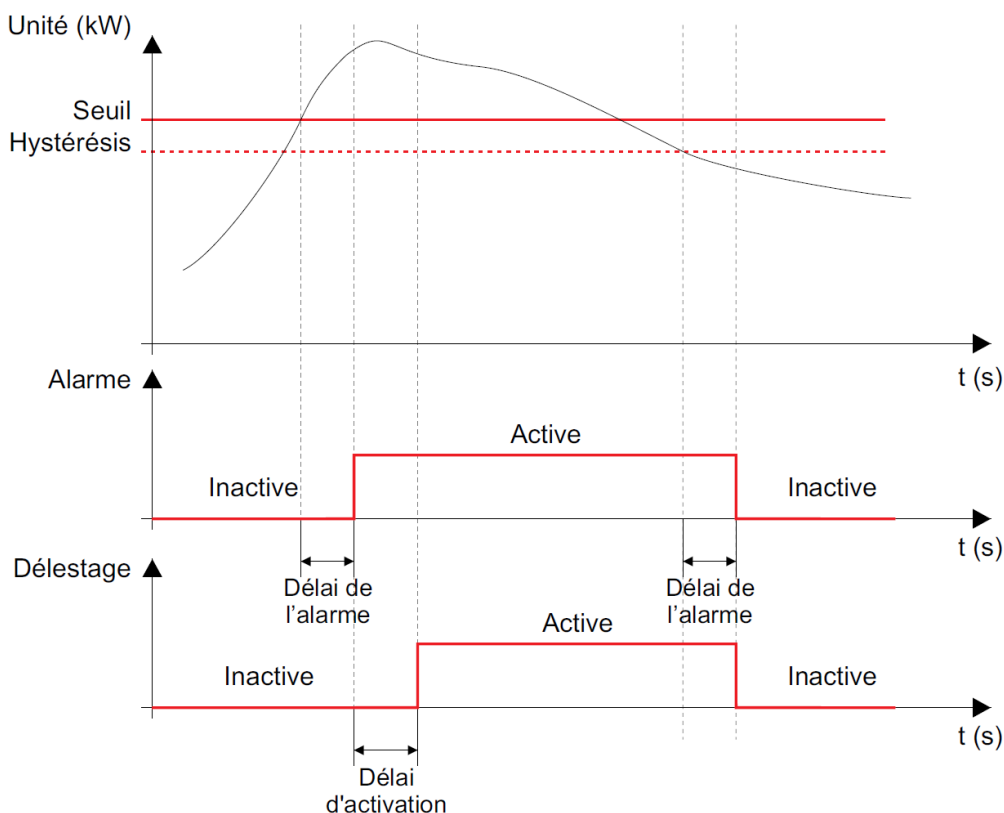 Unité (kW)
Seuil
Hystérésis
t (s)
Alarme
Active
Inactive
Inactive
t (s)
Délestage
Délai de
l'alarme
Délai de
l'alarme
Active
Inactive
Inactive
t (s)
Délai
d'activation